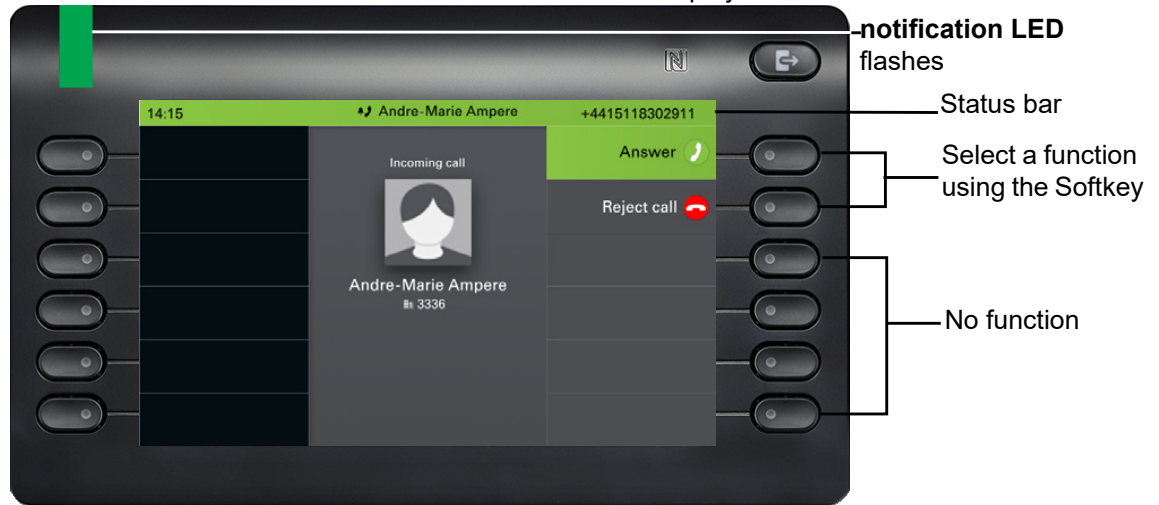 notification LED
flashes
14:15
Andre-Marie Ampere
+4415118302911
Status bar
Incoming call
Answer
Select a function
using the Softkey
Reject call
Andre-Marie Ampere
3336
No function